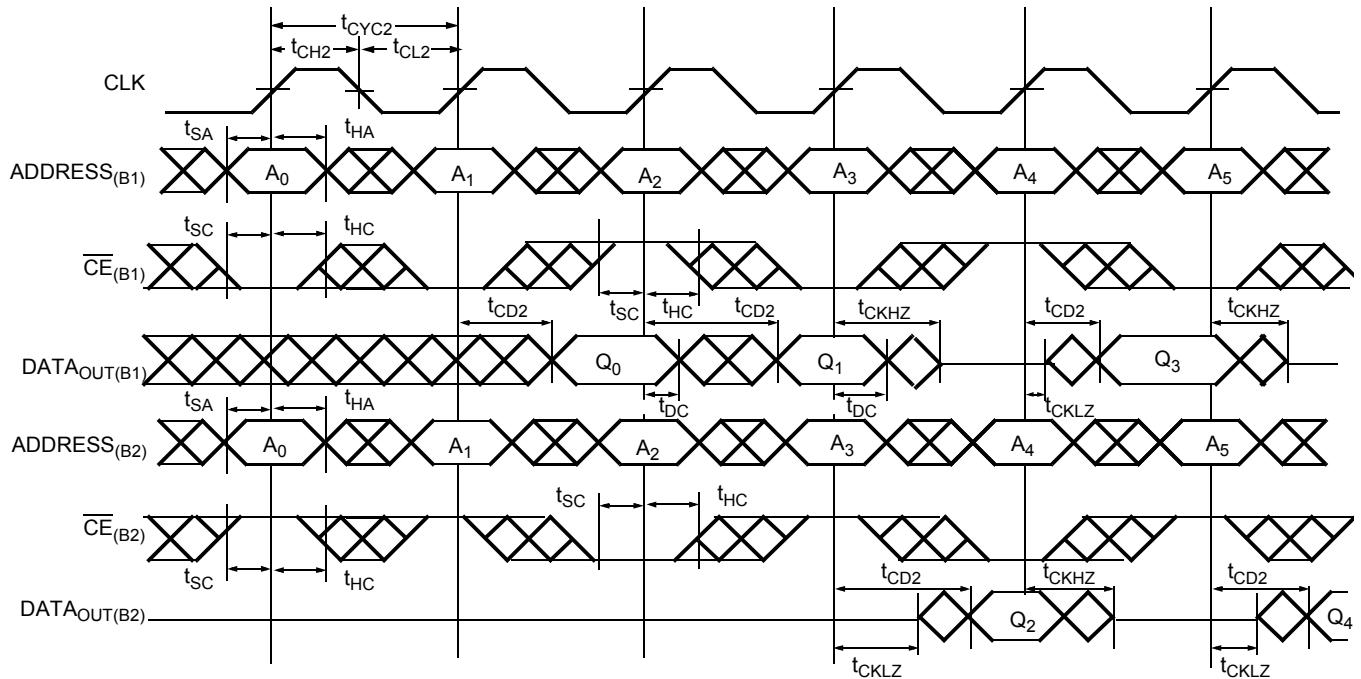 tCYC2
tCH2 tCL2
CLK
tSA tHA
ADDRESS(B1) A0 A1 A2 A3 A4 A5
tSC tHC
CE(B1)
tCD2 tSC tHC tCD2 tCKHZ tCD2 tCKHZ
DATAOUT(B1) Q0 Q1 Q3
tSA tHA tDC tDC tCKLZ
ADDRESS(B2) A0 A1 A2 A3 A4 A5
tSC tHC
CE(B2)
tSC tHC tCD2 tCKHZ tCD2
DATAOUT(B2) Q2 Q4
tCKLZ tCKLZ